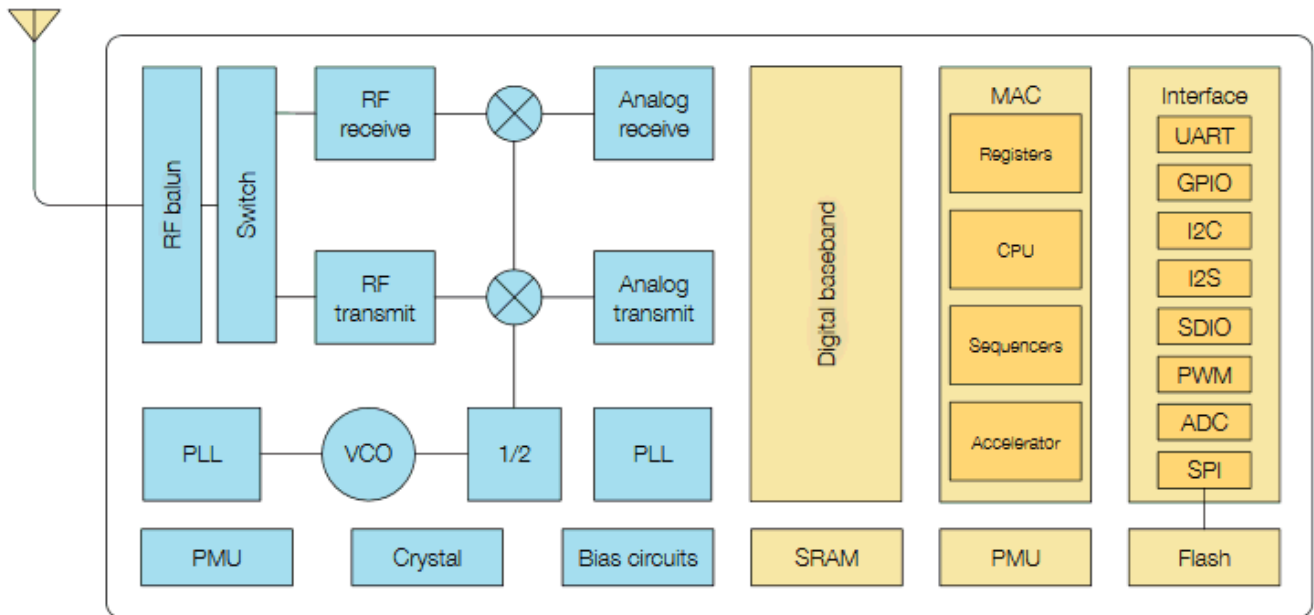 RF balun
Switch
RF
receive
Analog
receive
RF
transmit
Analog
transmit
PLL
VCO
1/2
PLL
PMU
Crystal
Bias circuits
Digital baseband
SRAM
MAC
Registers
CPU
Sequencers
Accelerator
PMU
Interface
UART
GPIO
I2C
I2S
SDIO
PWM
ADC
SPI
Flash